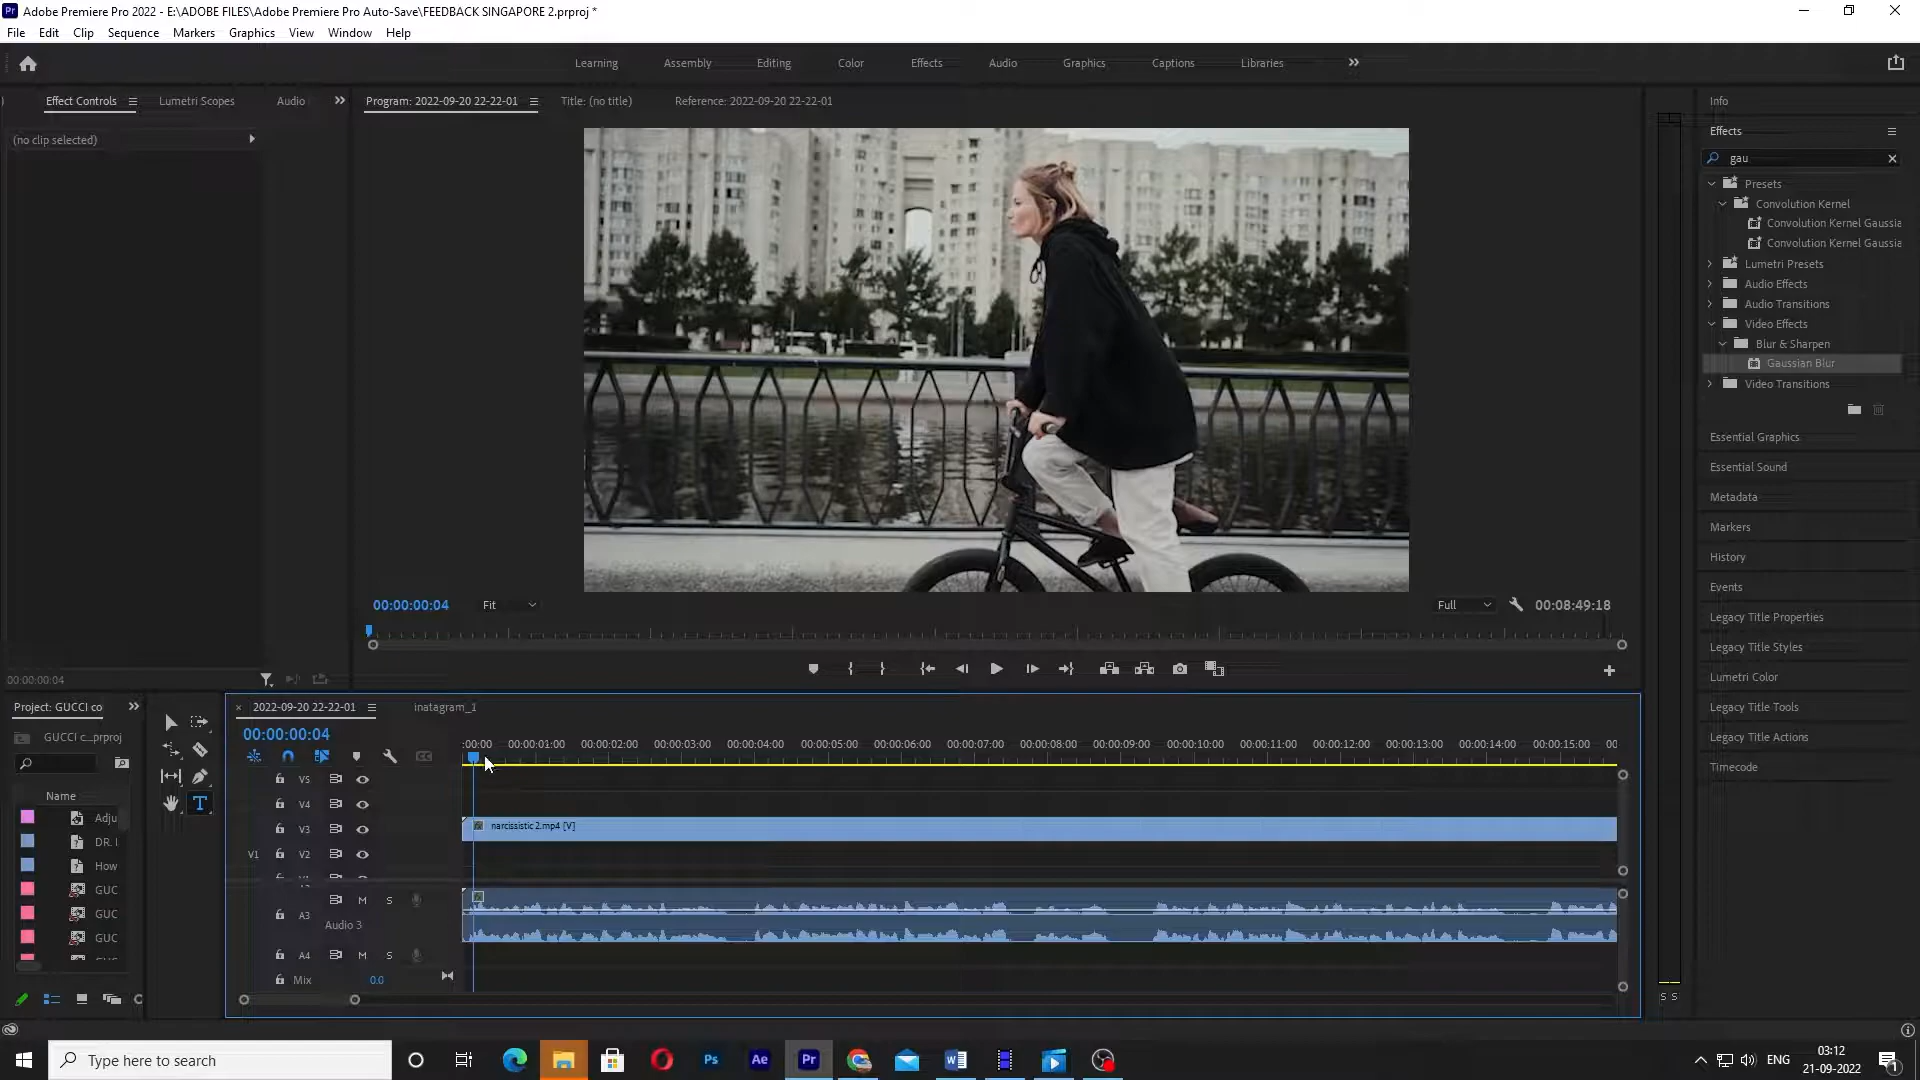 Pr Adobe Premiere Pro 2022 - E:\ADOBE FILES\Adobe Premiere Pro Auto-Save\FEEDBACK SINGAPORE 2.prproj *
File Edit Clip Sequence Markers Graphics View Window Help
Learning Assembly Editing Color Effects Audio Graphics Captions Libraries
Effect Controls Lumetri Scopes Audio
Program: 2022-09-20 22-22-01 Title: (no title) Reference: 2022-09-20 22-22-01
(no clip selected)
00:00:00:04
00:00:00:04 Fit Full 00:08:49:18
Info
Effects
gau
Presets
Convolution Kernel
Convolution Kernel Gaussia
Convolution Kernel Gaussia
Lumetri Presets
Audio Effects
Audio Transitions
Video Effects
Blur & Sharpen
Gaussian Blur
Video Transitions
Essential Graphics
Essential Sound
Metadata
Markers
History
Events
Legacy Title Properties
Legacy Title Styles
Lumetri Color
Legacy Title Tools
Legacy Title Actions
Timecode
Project: GUCCI co
GUCCI c...prproj
Name
Adju
DR. I
How
GUC
GUC
GUC
T
2022-09-20 22-22-01 inatagram_1
00:00:00:04
:00:00 00:00:01:00 00:00:02:00 00:00:03:00 00:00:04:00 00:00:05:00 00:00:06:00 00:00:07:00 00:00:08:00 00:00:09:00 00:00:10:00 00:00:11:00 00:00:12:00 00:00:13:00 00:00:14:00 00:00:15:00 00
V5
V4
V3 narcissistic 2.mp4 [V]
V1 V2
M S
A3
Audio 3
A4 M S
Mix 0.0
S S
Type here to search
Ps Ae Pr
ENG
03:12
21-09-2022
1